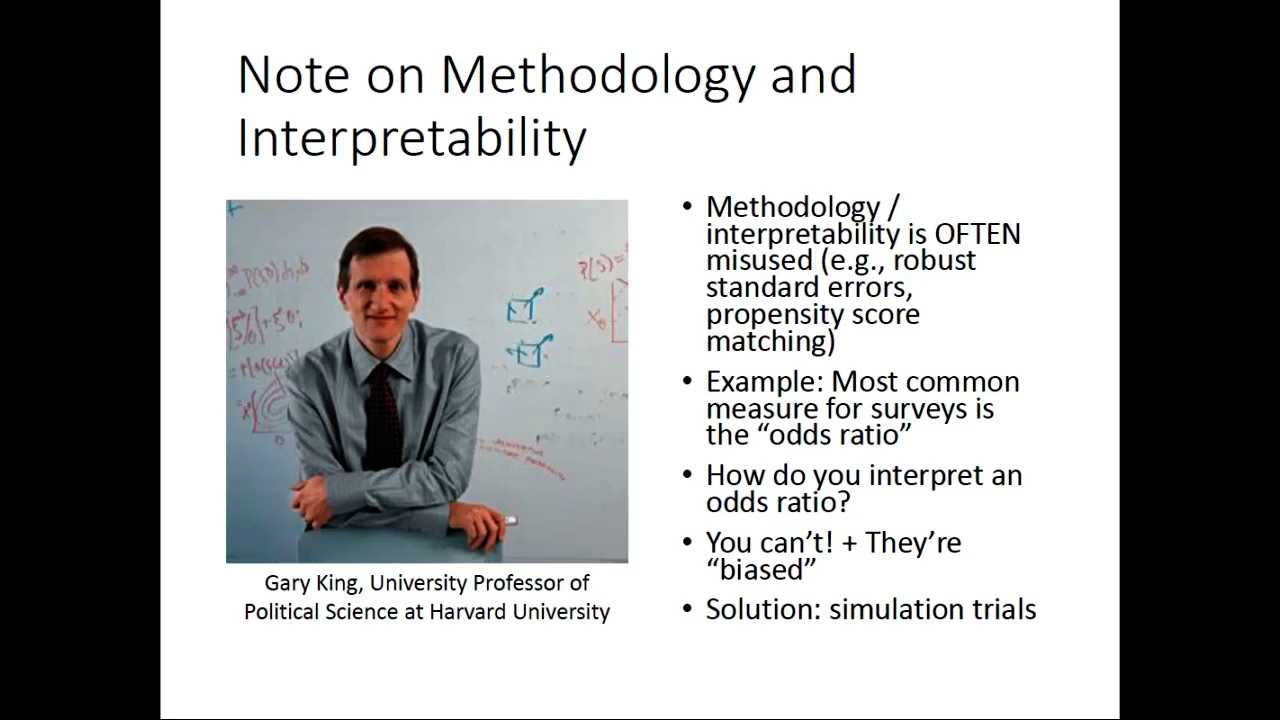 Note on Methodology and
Interpretability
Gary King, University Professor of
Political Science at Harvard University
• Methodology /
interpretability is OFTEN
misused (e.g., robust
standard errors,
propensity score
matching)
• Example: Most common
measure for surveys is
the “odds ratio”
• How do you interpret an
odds ratio?
• You can’t! + They’re
“biased”
• Solution: simulation trials